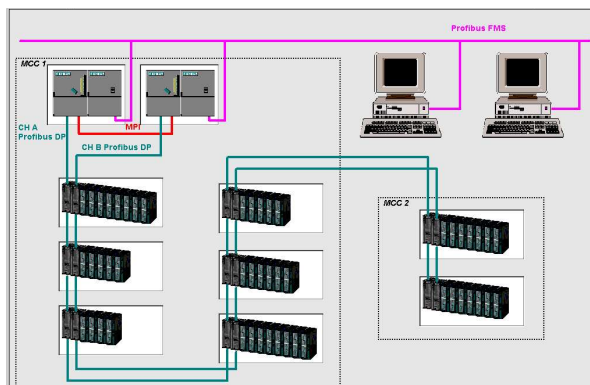 Profibus FMS
MCC 1
CH A
Profibus DP
MPI
CH B Profibus DP
MCC 2